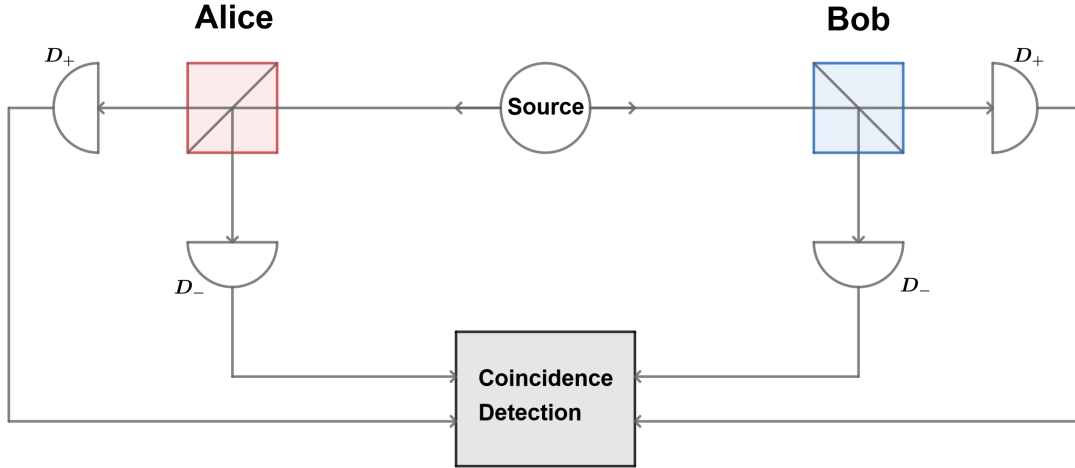 Alice
Bob
D₊
D₊
Source
D₋
D₋
Coincidence
Detection